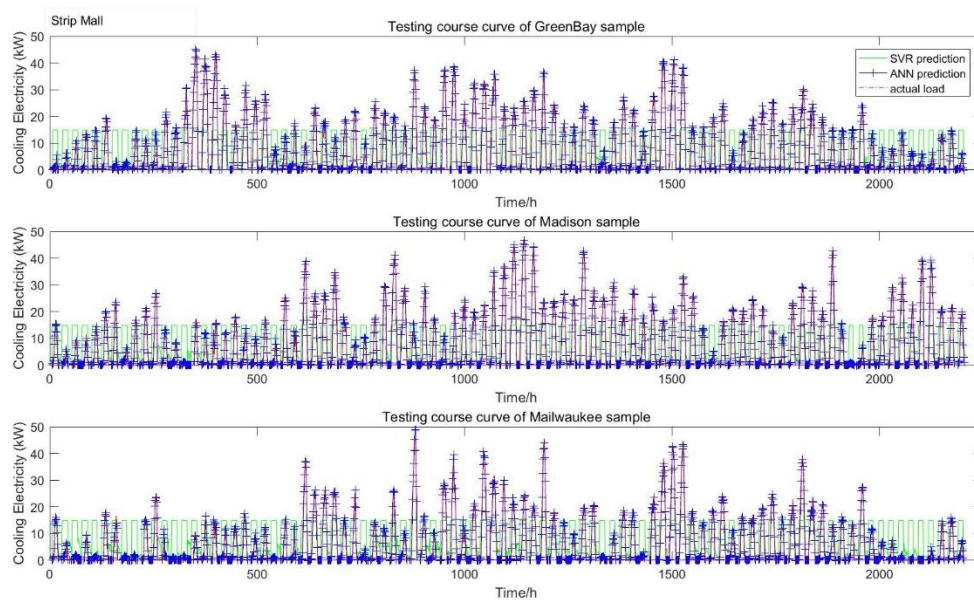 Strip Mall
Testing course curve of GreenBay sample
Cooling Electricity (kW)
50
40
30
20
10
0
SVR prediction
ANN prediction
actual load
0 500 1000 1500 2000
Time/h
Testing course curve of Madison sample
Cooling Electricity (kW)
50
40
30
20
10
0
0 500 1000 1500 2000
Time/h
Testing course curve of Mailwaukee sample
Cooling Electricity (kW)
50
40
30
20
10
0
0 500 1000 1500 2000
Time/h